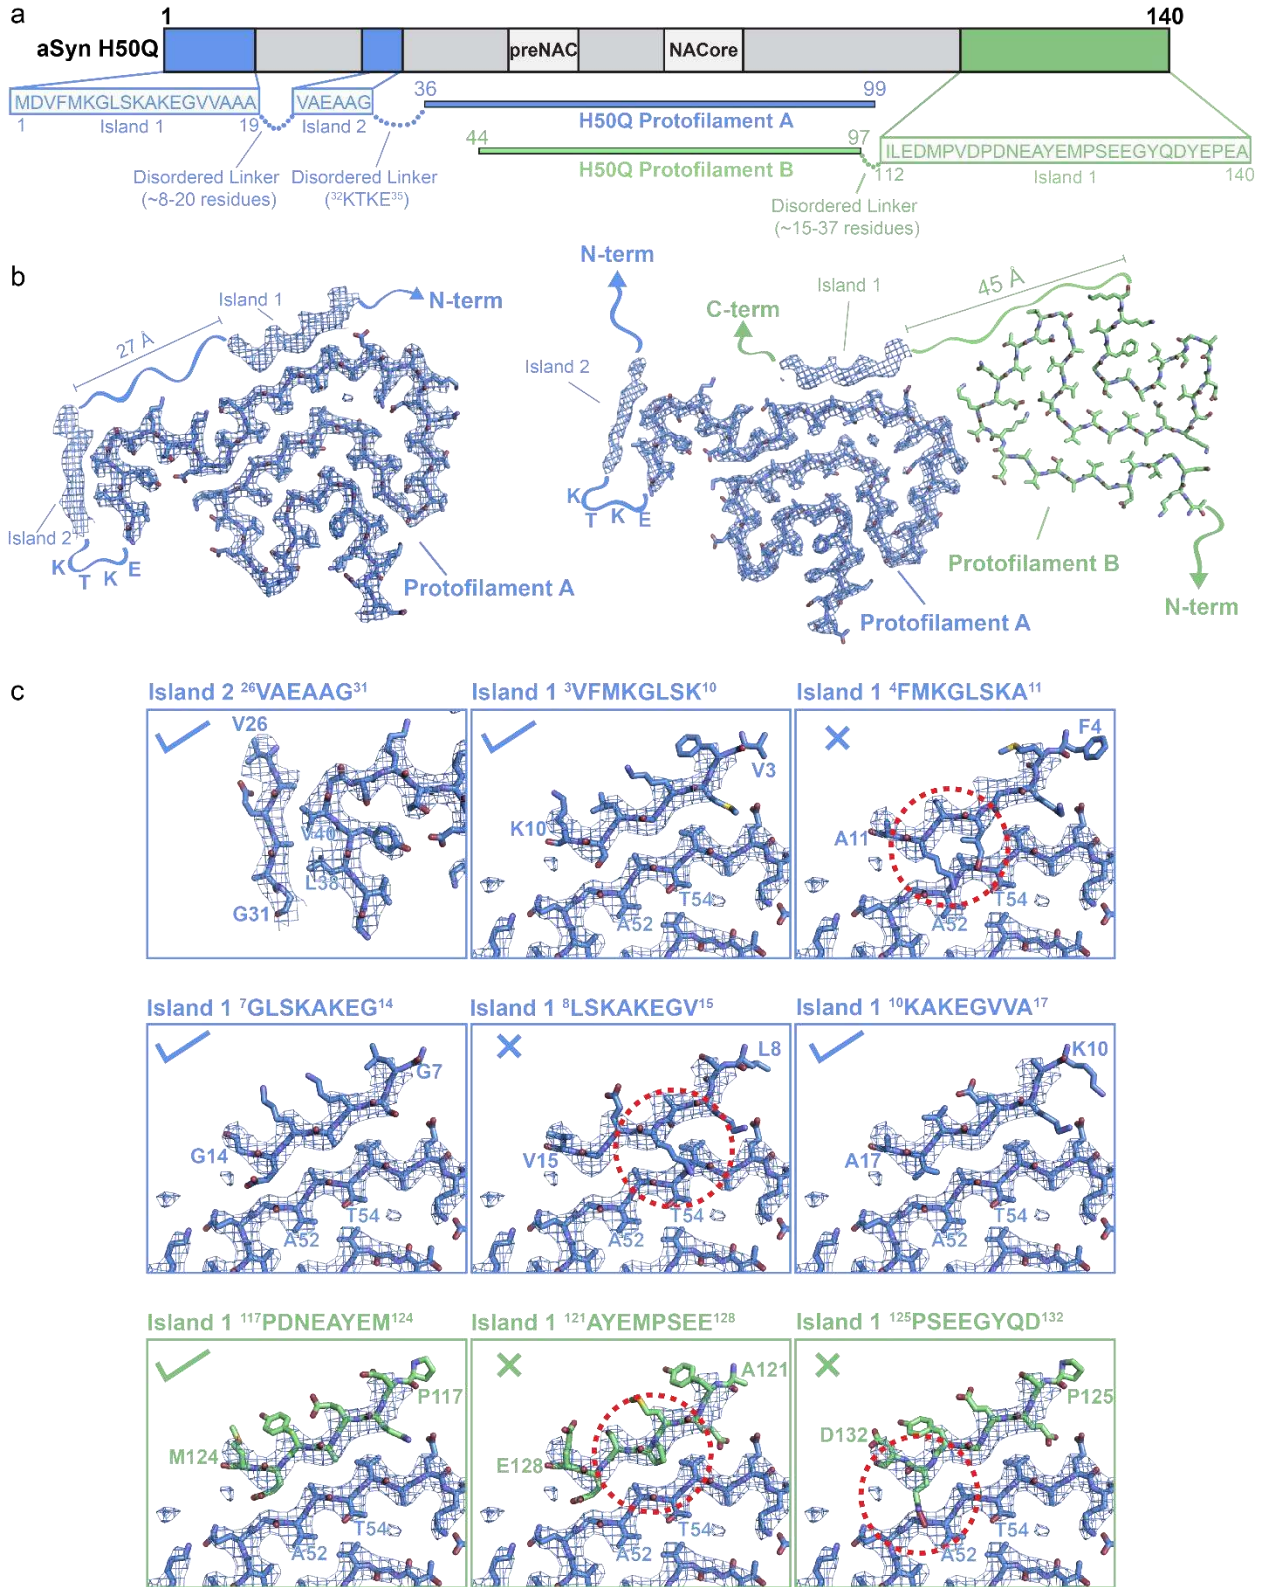 a
1
140
aSyn H50Q
preNAC
NACore
MDVFMKGLSKAKEGVVAAA
VAEAAG
36
99
1
Island 1
19
Island 2
H50Q Protofilament A
44
97
H50Q Protofilament B
ILEDMPVDPDNEAYEMPSEEGYQDYEPEA
112
Island 1
140
Disordered Linker
(~8-20 residues)
Disordered Linker
(³²KTKE³⁵)
Disordered Linker
(~15-37 residues)
b
Island 1
N-term
27 Å
Island 2
K
T
K
E
Protofilament A
N-term
C-term
Island 1
45 Å
Island 2
K
T
K
E
Protofilament B
Protofilament A
N-term
c
Island 2 ²⁶VAEAAG³¹
V26
V40
L38
G31
Island 1 ³VFMKGLSK¹⁰
V3
K10
T54
A52
Island 1 ⁴FMKGLSKA¹¹
F4
A11
T54
A52
Island 1 ⁷GLSKAKEG¹⁴
G7
G14
T54
A52
Island 1 ⁸LSKAKEGV¹⁵
L8
V15
T54
A52
Island 1 ¹⁰KAKEGVVA¹⁷
K10
A17
T54
A52
Island 1 ¹¹⁷PDNEAYEM¹²⁴
P117
M124
T54
A52
Island 1 ¹²¹AYEMPSEE¹²⁸
A121
E128
T54
A52
Island 1 ¹²⁵PSEEGYQD¹³²
P125
D132
T54
A52